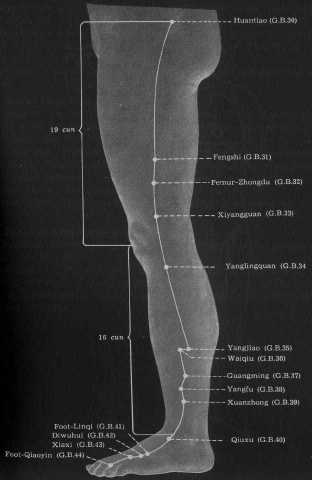 Huantiao (G.B.30)
19 cun
Fengshi (G.B.31)
Femur-Zhongdu (G.B.32)
Xiyangguan (G.B.33)
Yanglingquan (G.B.34
16 cun
Yangjiao (G.B.35)
Waiqiu (G.B.36)
Guangming (G.B.37)
Yangfu (G.B.38)
Xuanzhong (G.B.39)
Foot-Linqi (G.B.41)
Diwuhui (G.B.42)
Xiaxi (G.B.43)
Foot-Qiaoyin (G.B.44)
Qiuxu (G.B.40)